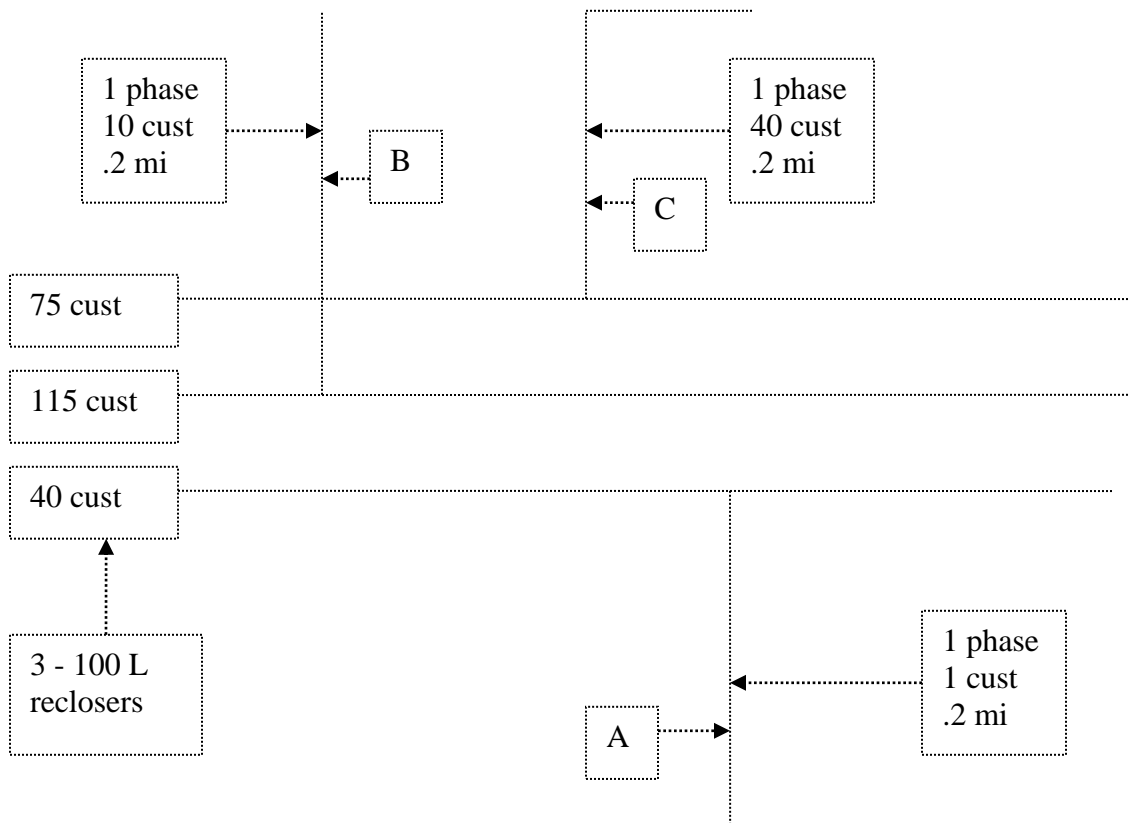 1 phase
10 cust
.2 mi
B
1 phase
40 cust
.2 mi
C
75 cust
115 cust
40 cust
3 - 100 L
reclosers
A
1 phase
1 cust
.2 mi